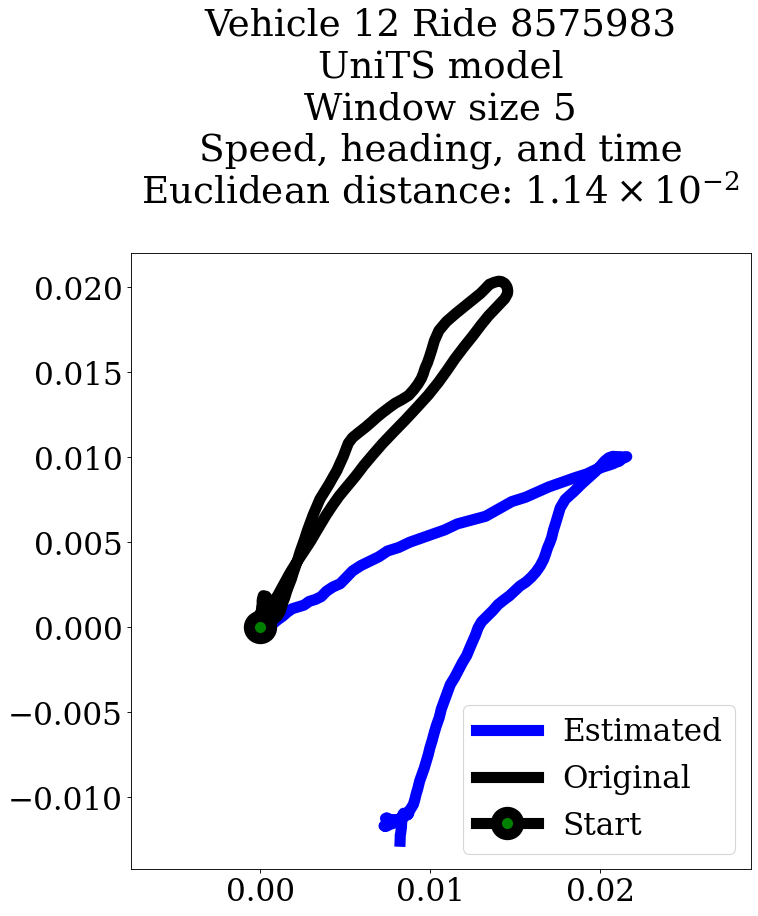 Vehicle 12 Ride 8575983
UniTS model
Window size 5
Speed, heading, and time
Euclidean distance: 1.14 × 10⁻²
0.020
0.015
0.010
0.005
0.000
−0.005
−0.010
Estimated
Original
Start
0.00 0.01 0.02